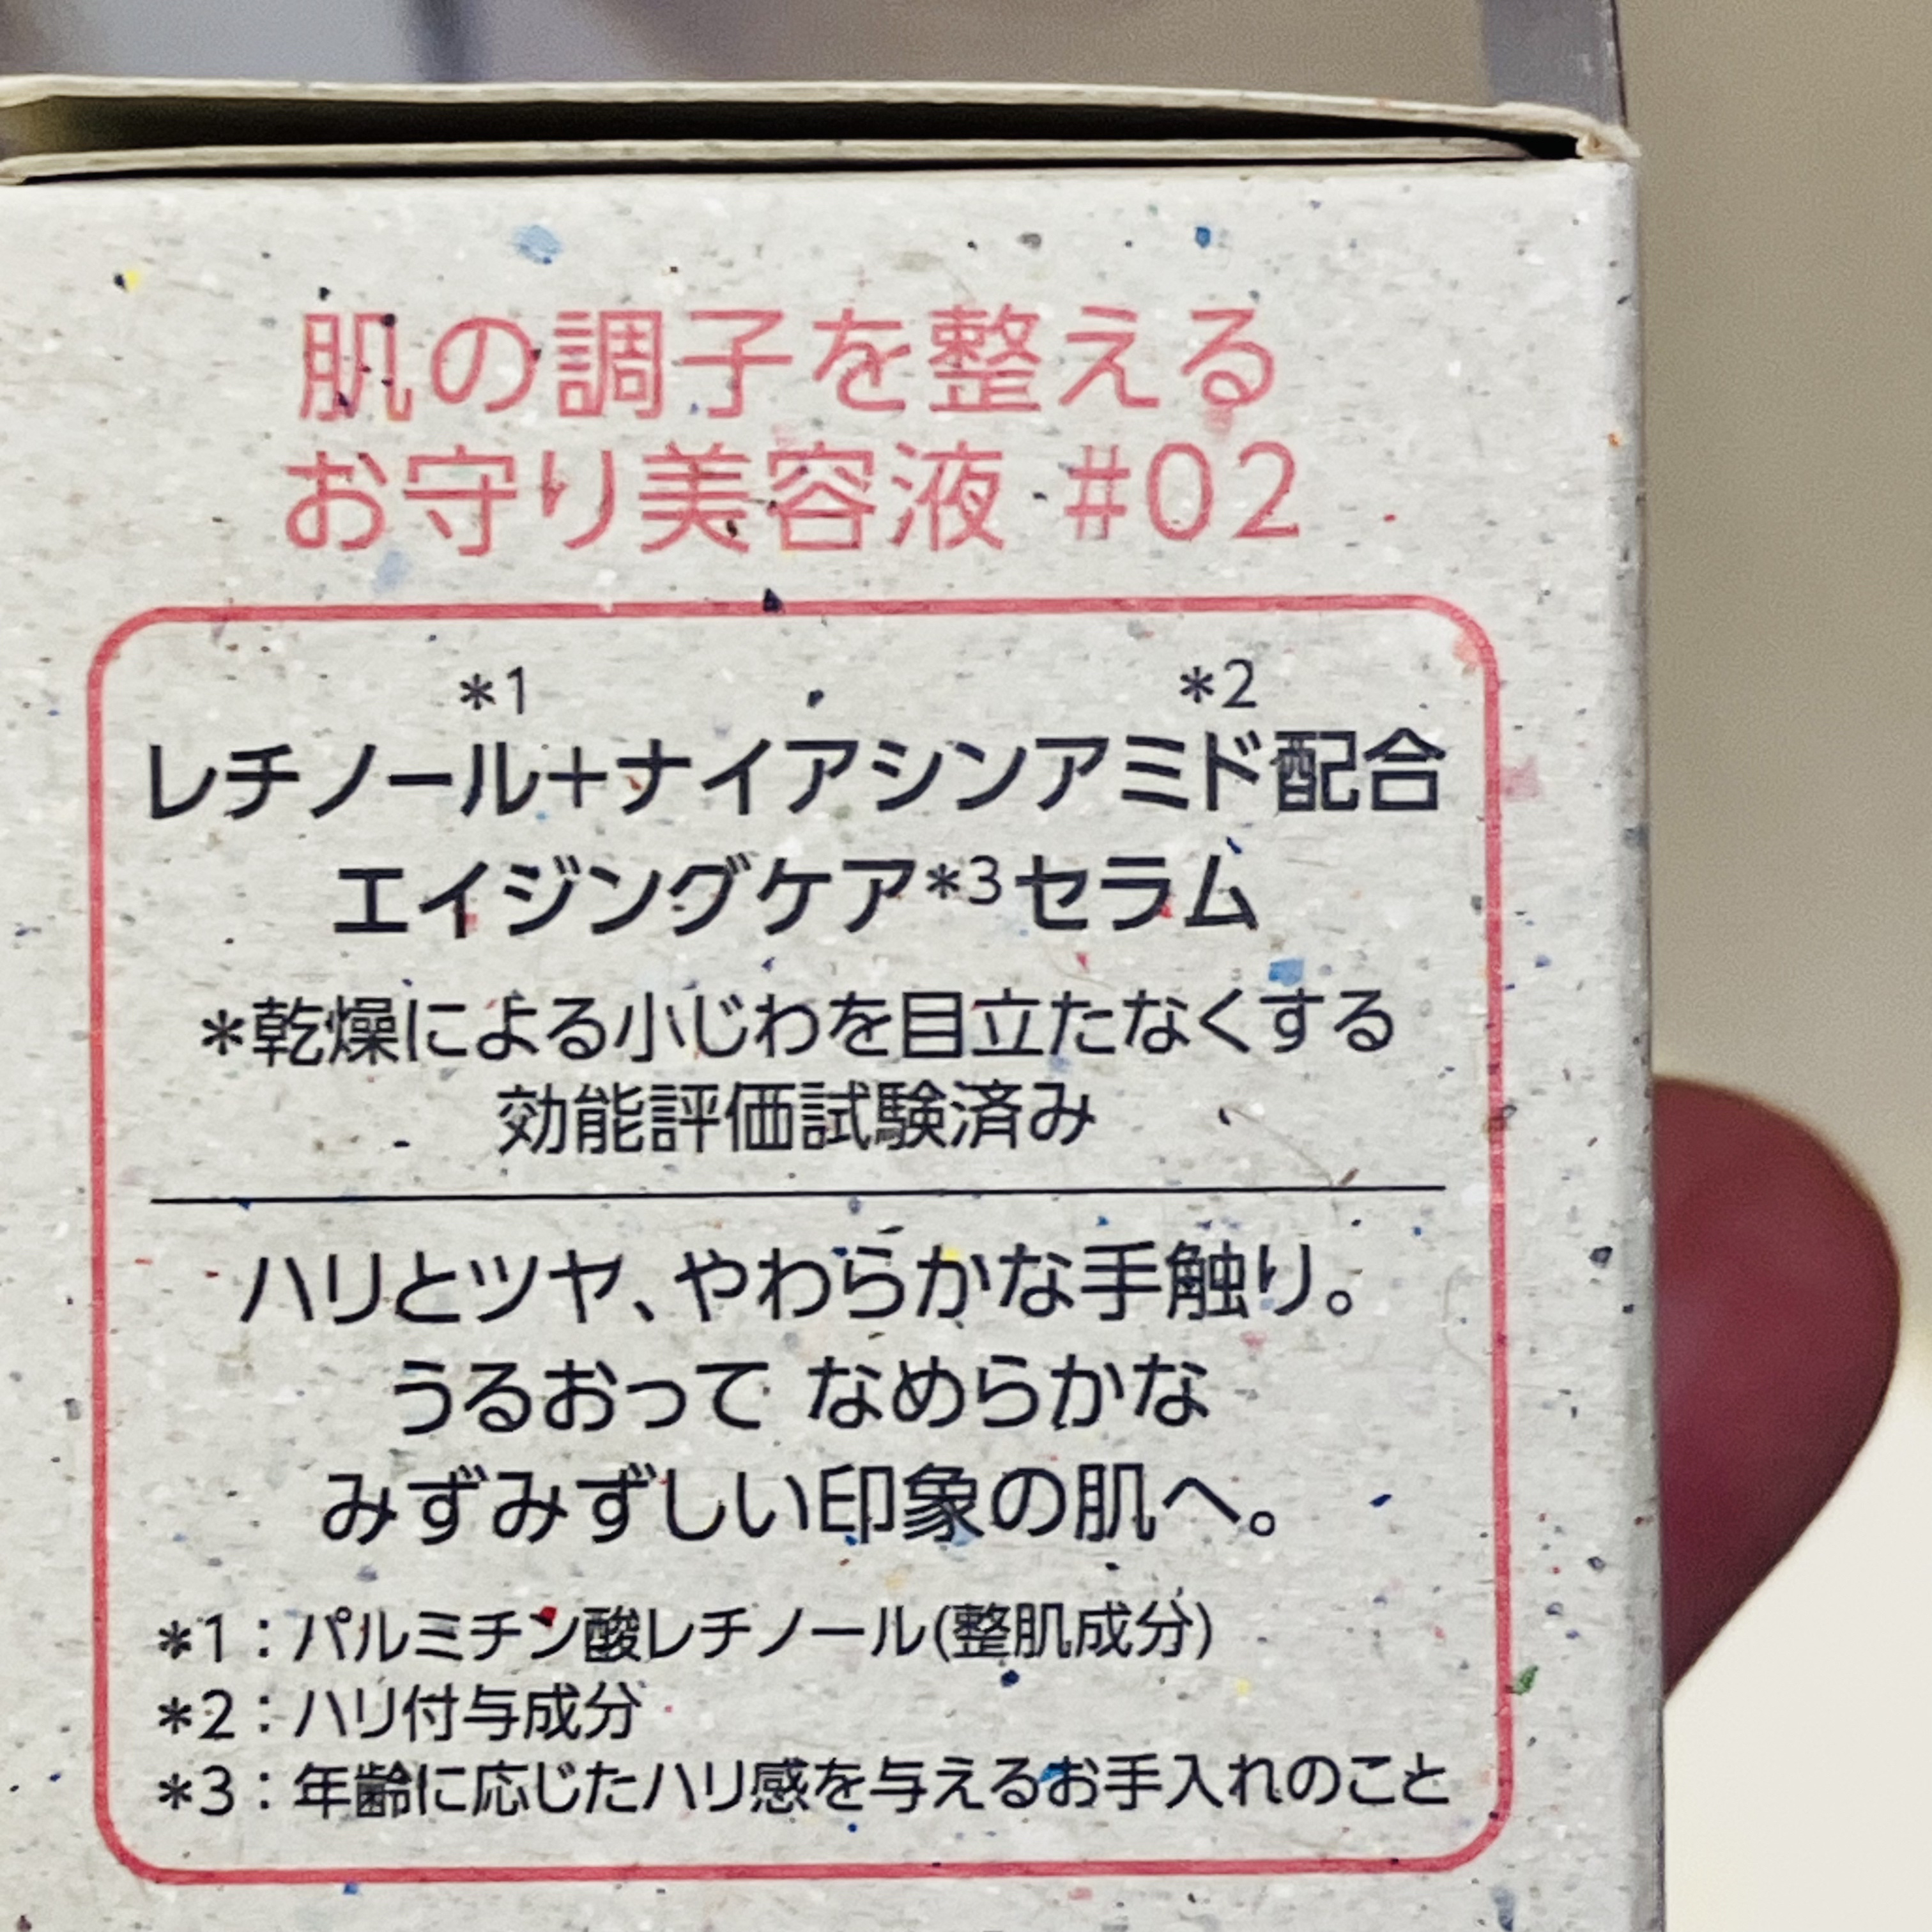 肌の調子を整える
お守り美容液 #02
*1 *2
レチノール+ナイアシンアミド配合
エイジングケア*3セラム
*乾燥による小じわを目立たなくする
効能評価試験済み
ハリとツヤ、やわらかな手触り。
うるおって なめらかな
みずみずしい印象の肌へ。
*1：パルミチン酸レチノール(整肌成分)
*2：ハリ付与成分
*3：年齢に応じたハリ感を与えるお手入れのこと